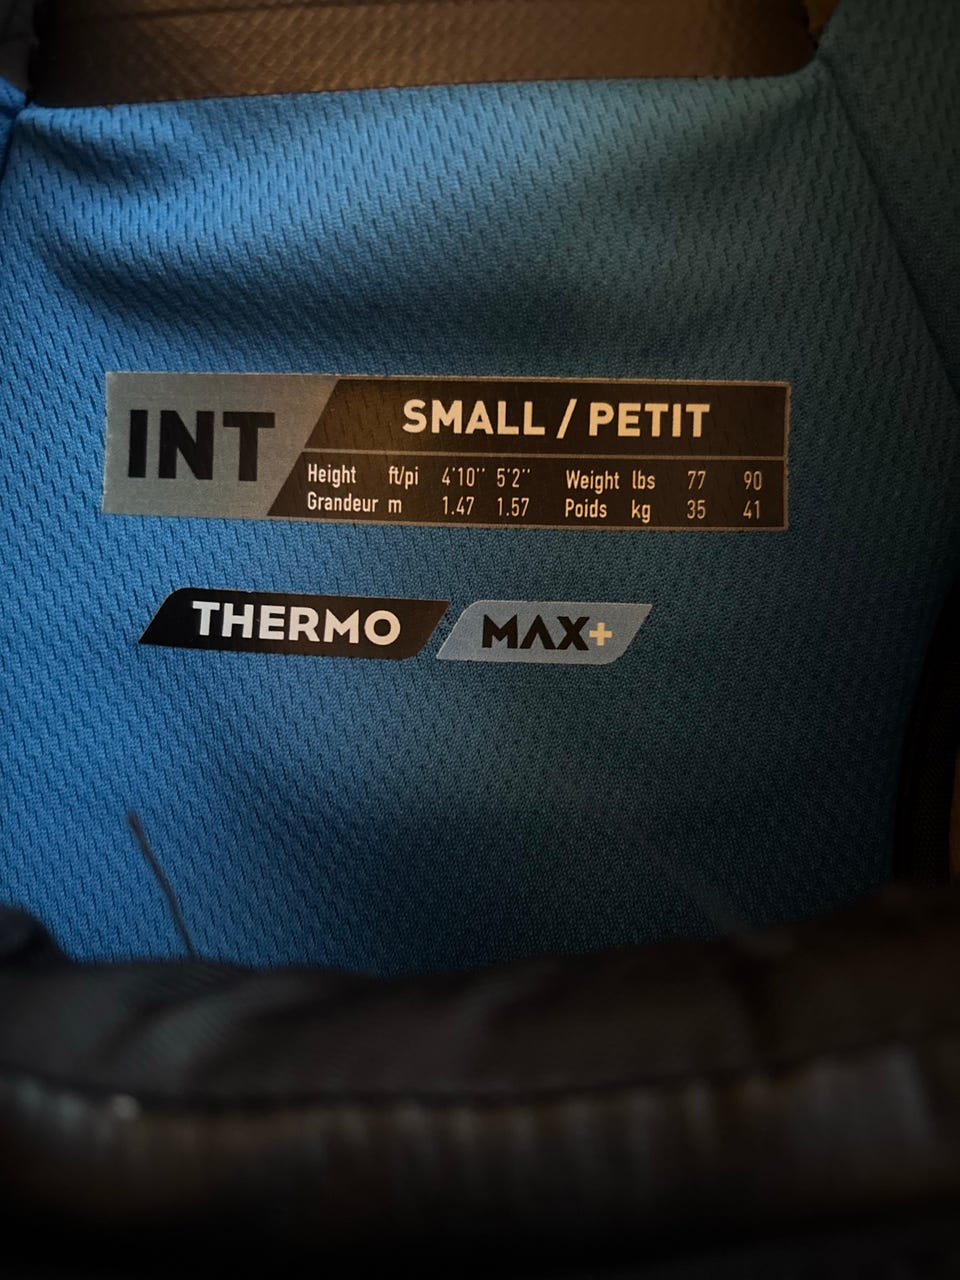 INT
SMALL / PETIT
Height ft/pi 4'10'' 5'2'' Weight lbs 77 90
Grandeur m 1.47 1.57 Poids kg 35 41
THERMO MAX+